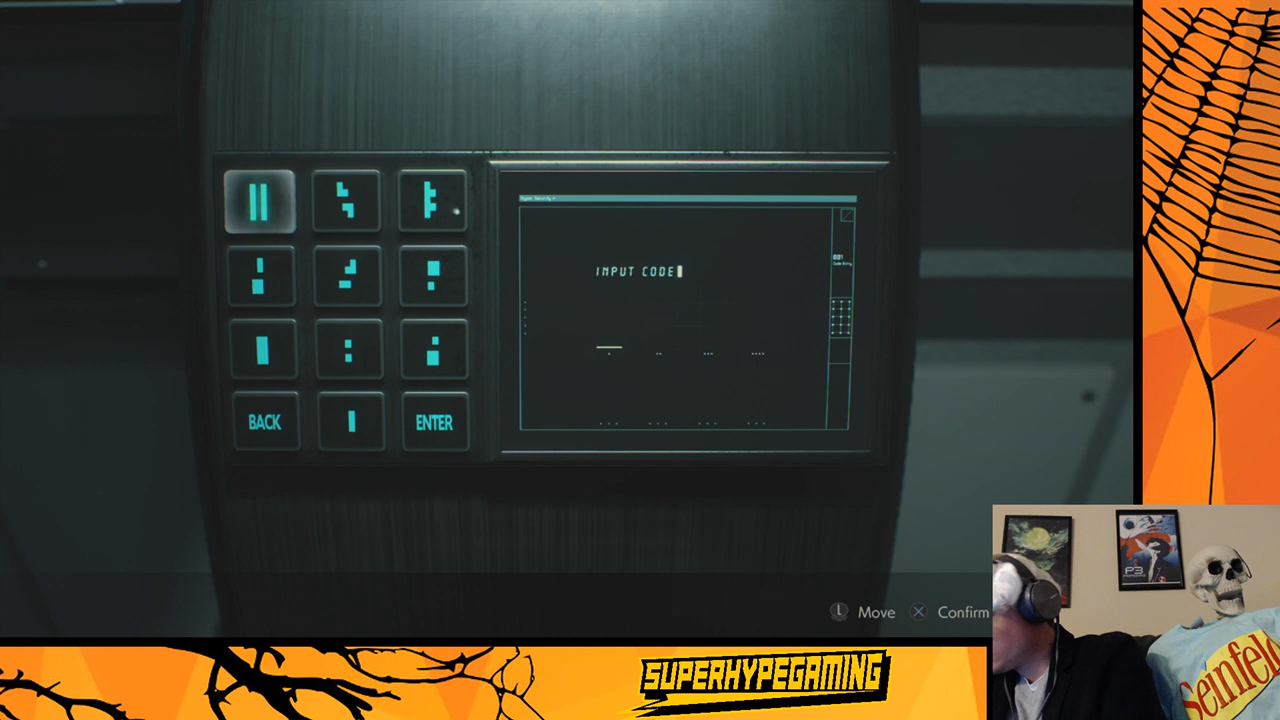 INPUT CODE
BACK
ENTER
Move
Confirm
P3
SUPERHYPEGAMING
Seinfeld